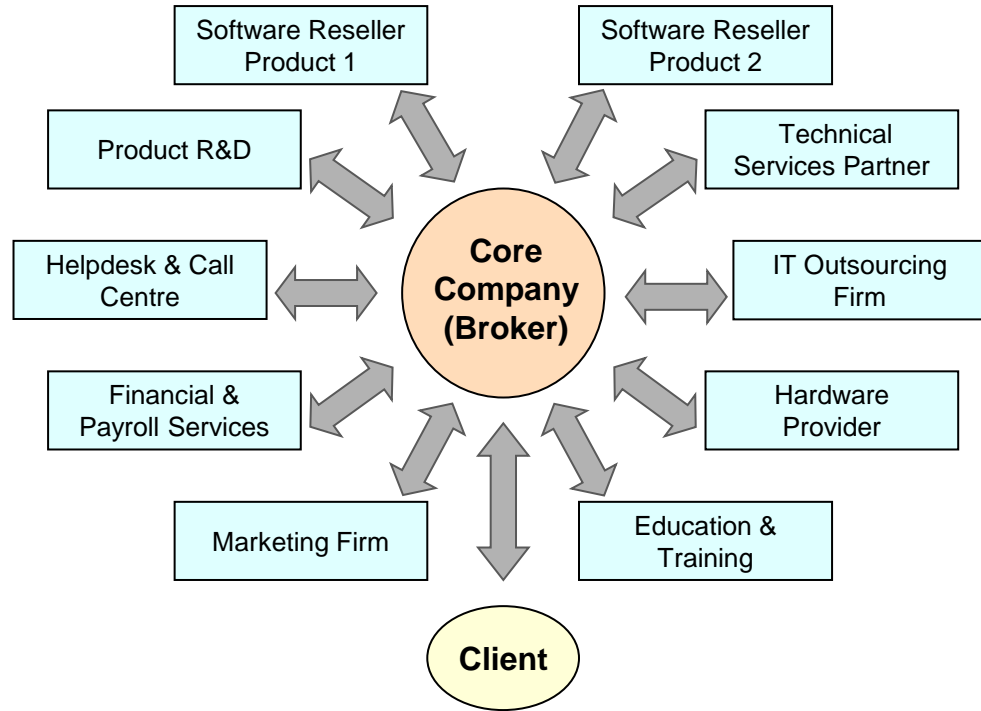 Software Reseller
Product 1
Software Reseller
Product 2
Product R&D
Technical
Services Partner
Core
Company
(Broker)
Helpdesk & Call
Centre
IT Outsourcing
Firm
Financial &
Payroll Services
Hardware
Provider
Marketing Firm
Education &
Training
Client